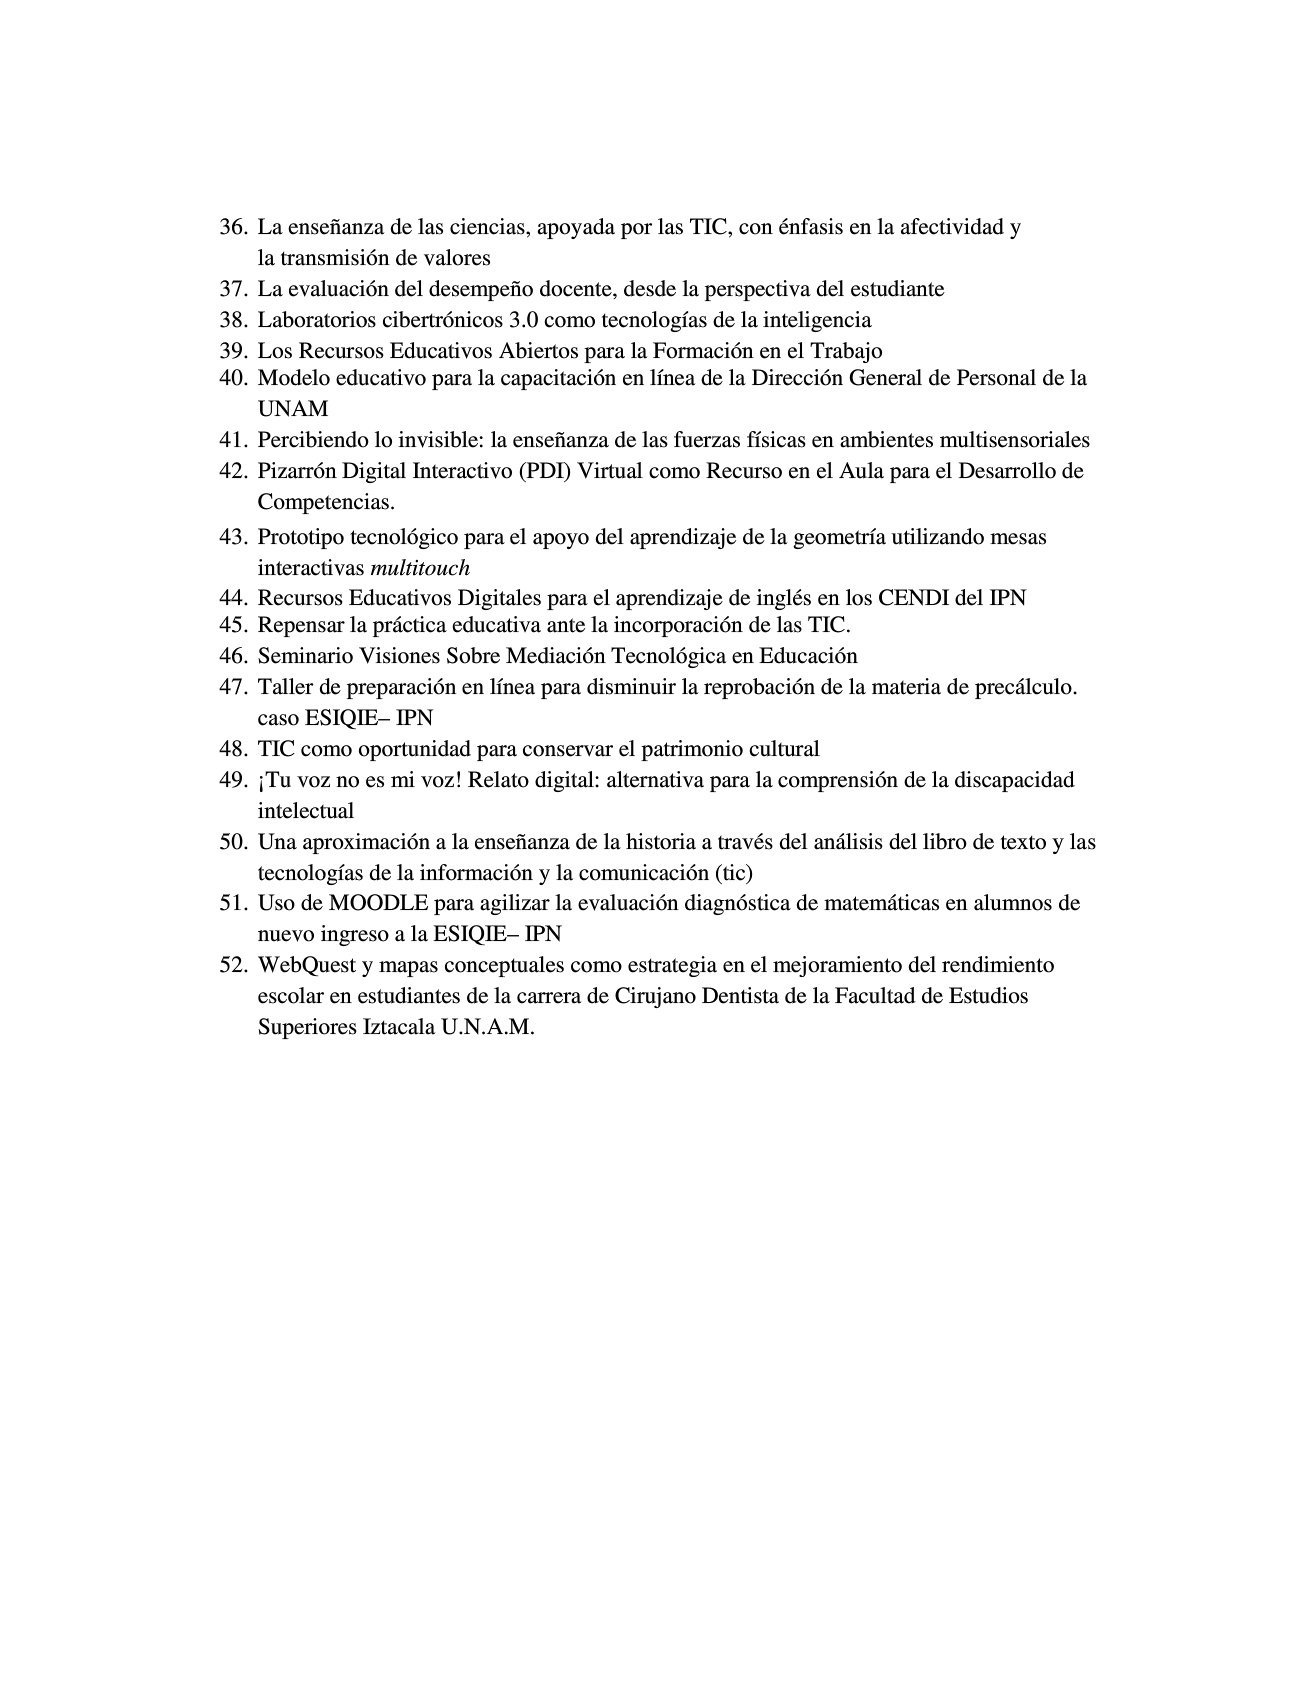 36. La enseñanza de las ciencias, apoyada por las TIC, con énfasis en la afectividad y
la transmisión de valores
37. La evaluación del desempeño docente, desde la perspectiva del estudiante
38. Laboratorios cibertrónicos 3.0 como tecnologías de la inteligencia
39. Los Recursos Educativos Abiertos para la Formación en el Trabajo
40. Modelo educativo para la capacitación en línea de la Dirección General de Personal de la
UNAM
41. Percibiendo lo invisible: la enseñanza de las fuerzas físicas en ambientes multisensoriales
42. Pizarrón Digital Interactivo (PDI) Virtual como Recurso en el Aula para el Desarrollo de
Competencias.
43. Prototipo tecnológico para el apoyo del aprendizaje de la geometría utilizando mesas
interactivas multitouch
44. Recursos Educativos Digitales para el aprendizaje de inglés en los CENDI del IPN
45. Repensar la práctica educativa ante la incorporación de las TIC.
46. Seminario Visiones Sobre Mediación Tecnológica en Educación
47. Taller de preparación en línea para disminuir la reprobación de la materia de precálculo.
caso ESIQIE– IPN
48. TIC como oportunidad para conservar el patrimonio cultural
49. ¡Tu voz no es mi voz! Relato digital: alternativa para la comprensión de la discapacidad
intelectual
50. Una aproximación a la enseñanza de la historia a través del análisis del libro de texto y las
tecnologías de la información y la comunicación (tic)
51. Uso de MOODLE para agilizar la evaluación diagnóstica de matemáticas en alumnos de
nuevo ingreso a la ESIQIE– IPN
52. WebQuest y mapas conceptuales como estrategia en el mejoramiento del rendimiento
escolar en estudiantes de la carrera de Cirujano Dentista de la Facultad de Estudios
Superiores Iztacala U.N.A.M.